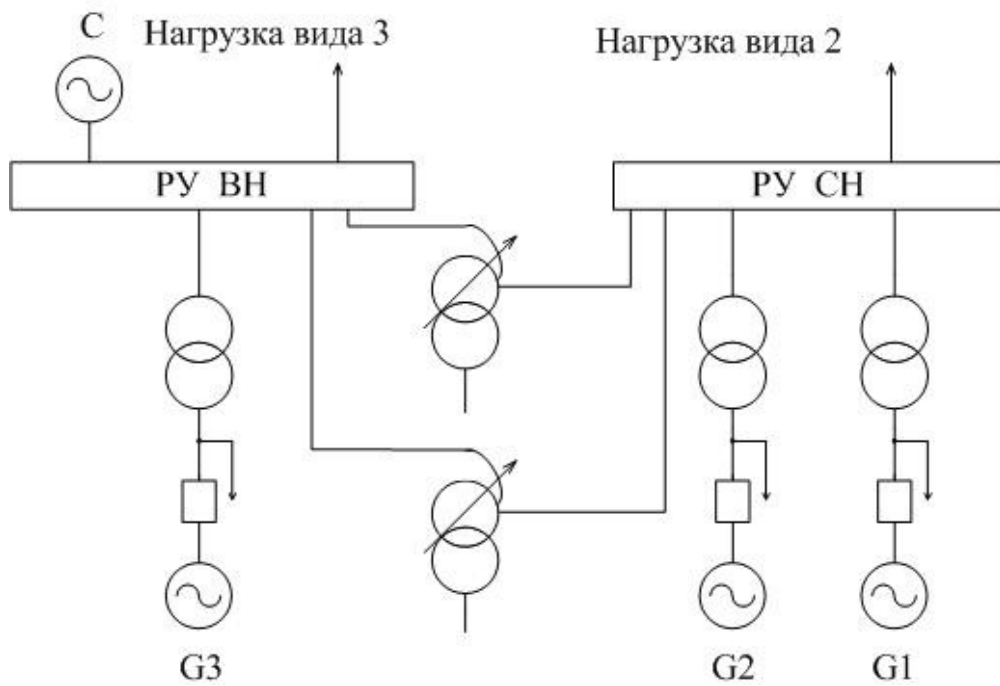 С
Нагрузка вида 3
Нагрузка вида 2
РУ ВН
РУ СН
G3
G2
G1